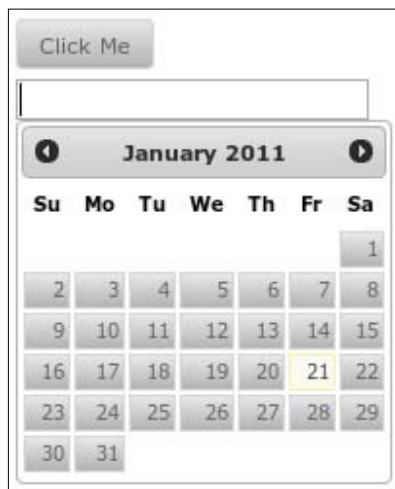 Click Me
January 2011
Su Mo Tu We Th Fr Sa
1
2 3 4 5 6 7 8
9 10 11 12 13 14 15
16 17 18 19 20 21 22
23 24 25 26 27 28 29
30 31